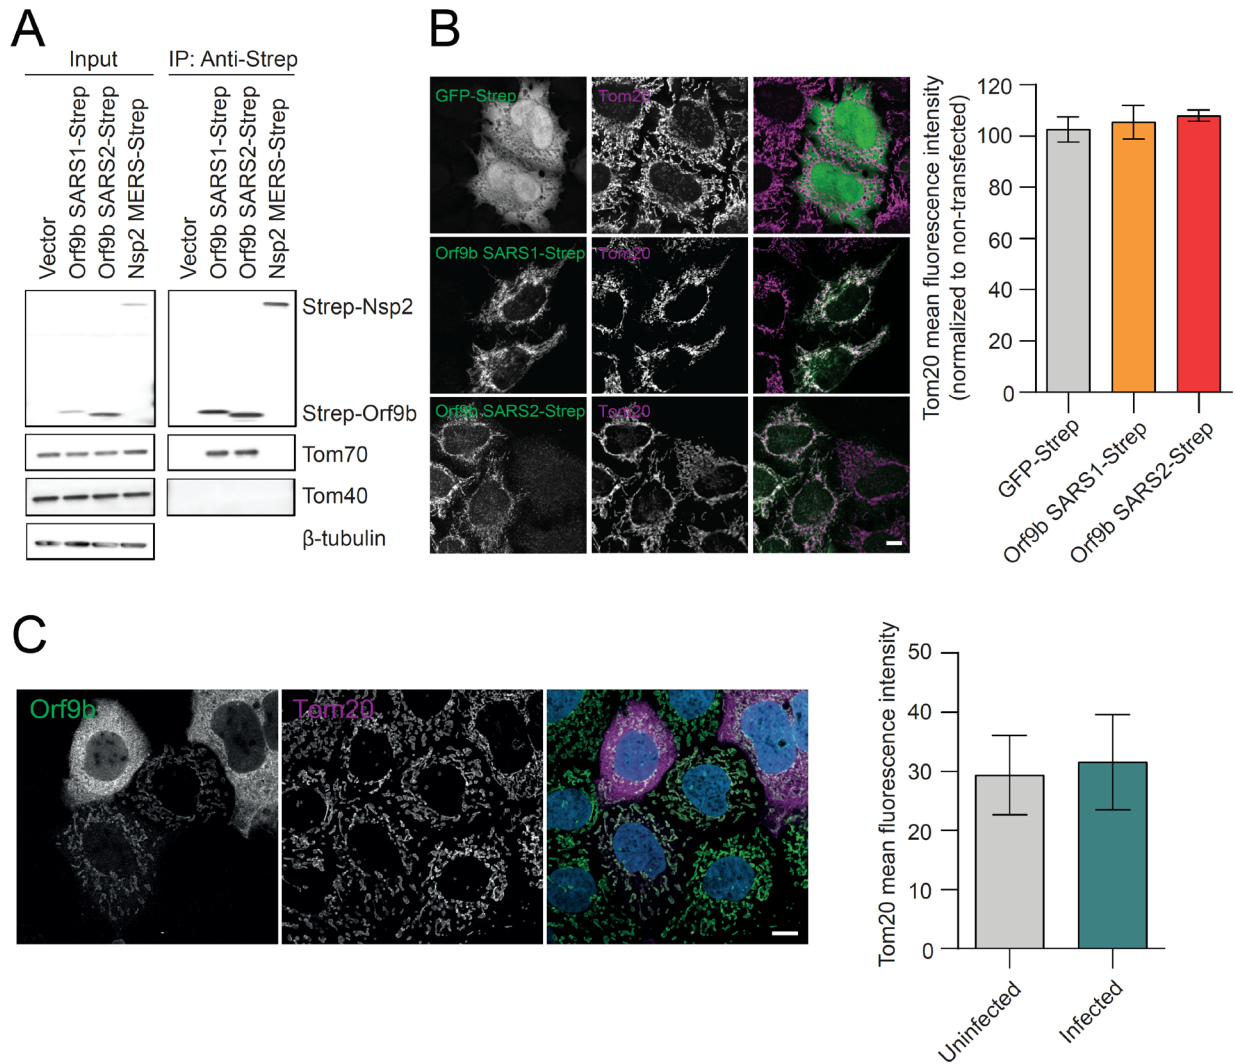 A
Input
IP: Anti-Strep
Vector
Orf9b SARS1-Strep
Orf9b SARS2-Strep
Nsp2 MERS-Strep
Vector
Orf9b SARS1-Strep
Orf9b SARS2-Strep
Nsp2 MERS-Strep
Strep-Nsp2
Strep-Orf9b
Tom70
Tom40
β-tubulin
B
GFP-Strep
Tom20
Orf9b SARS1-Strep
Tom20
Orf9b SARS2-Strep
Tom20
Tom20 mean fluorescence intensity
(normalized to non-transfected)
120
100
80
60
40
20
0
GFP-Strep
Orf9b SARS1-Strep
Orf9b SARS2-Strep
C
Orf9b
Tom20
Tom20 mean fluorescence intensity
50
40
30
20
10
0
Uninfected
Infected